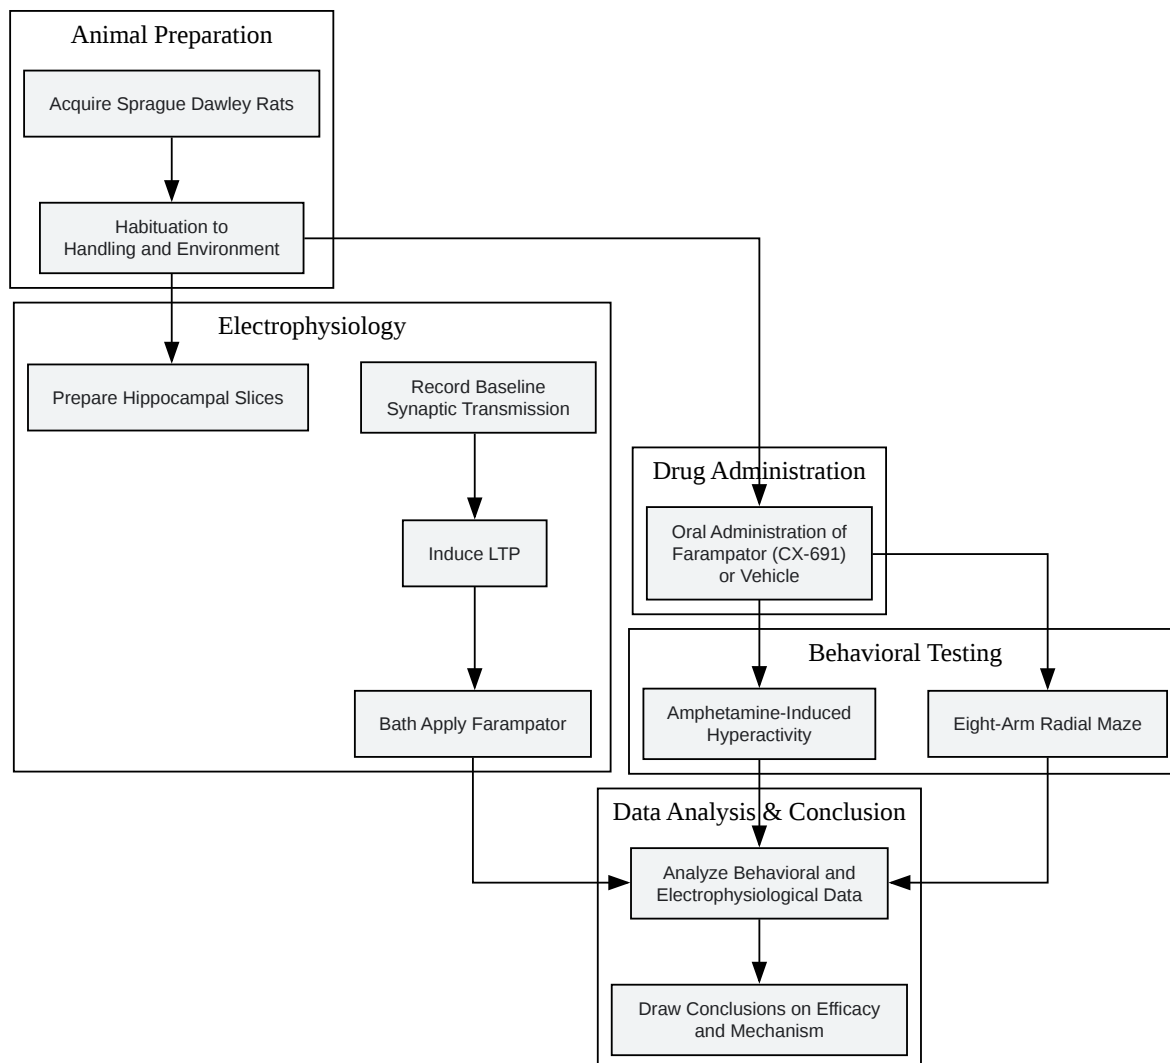 Animal Preparation
Acquire Sprague Dawley Rats
Habituation to
Handling and Environment
Electrophysiology
Prepare Hippocampal Slices
Record Baseline
Synaptic Transmission
Induce LTP
Bath Apply Farampator
Drug Administration
Oral Administration of
Farampator (CX-691)
or Vehicle
Behavioral Testing
Amphetamine-Induced
Hyperactivity
Eight-Arm Radial Maze
Data Analysis & Conclusion
Analyze Behavioral and
Electrophysiological Data
Draw Conclusions on Efficacy
and Mechanism